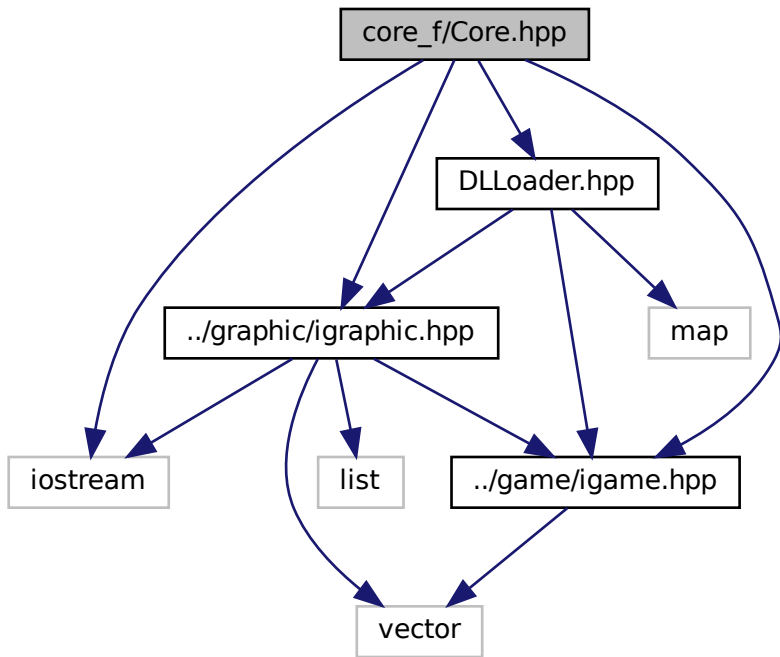 core_f/Core.hpp
DLLoader.hpp
../graphic/igraphic.hpp
map
iostream
list
../game/igame.hpp
vector